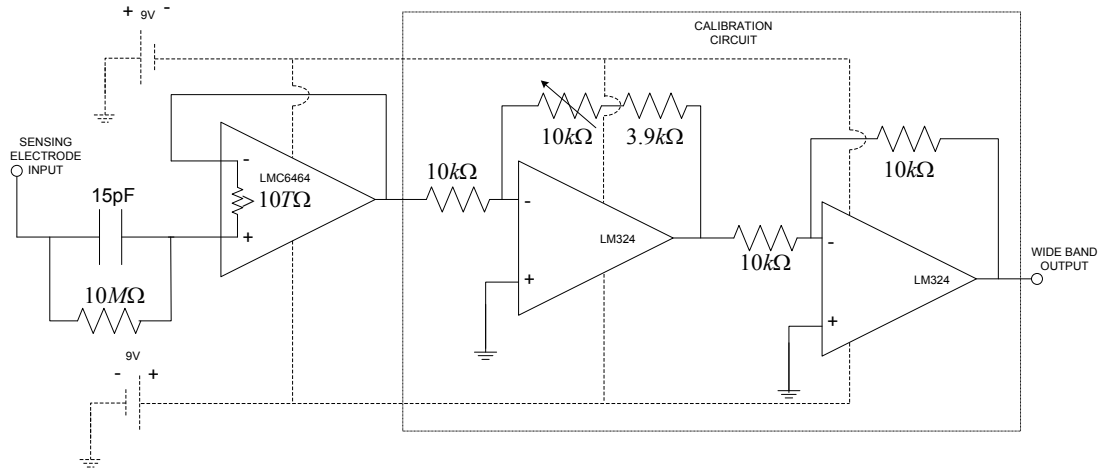 + 9V -
CALIBRATION
CIRCUIT
SENSING
ELECTRODE
INPUT
15pF
10MΩ
-
LMC6464
10TΩ
+
10kΩ
10kΩ
3.9kΩ
-
LM324
+
10kΩ
10kΩ
-
LM324
+
WIDE BAND
OUTPUT
9V
- +